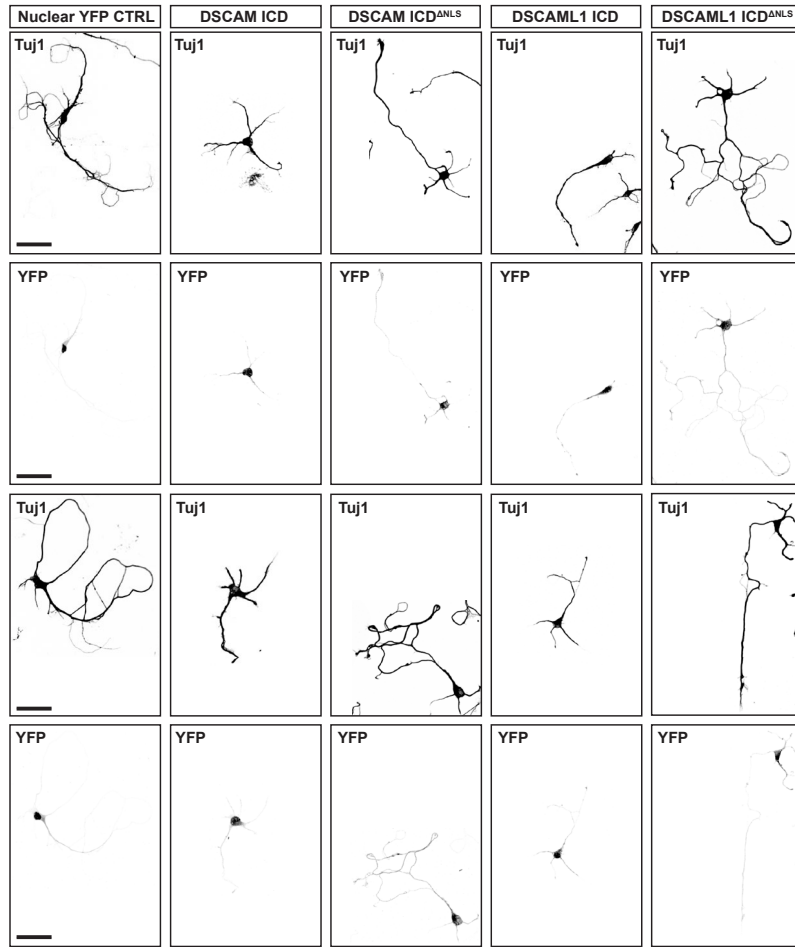 Nuclear YFP CTRL DSCAM ICD DSCAM ICDΔNLS DSCAML1 ICD DSCAML1 ICDΔNLS
Tuj1 Tuj1 Tuj1 Tuj1 Tuj1
YFP YFP YFP YFP YFP
Tuj1 Tuj1 Tuj1 Tuj1 Tuj1
YFP YFP YFP YFP YFP